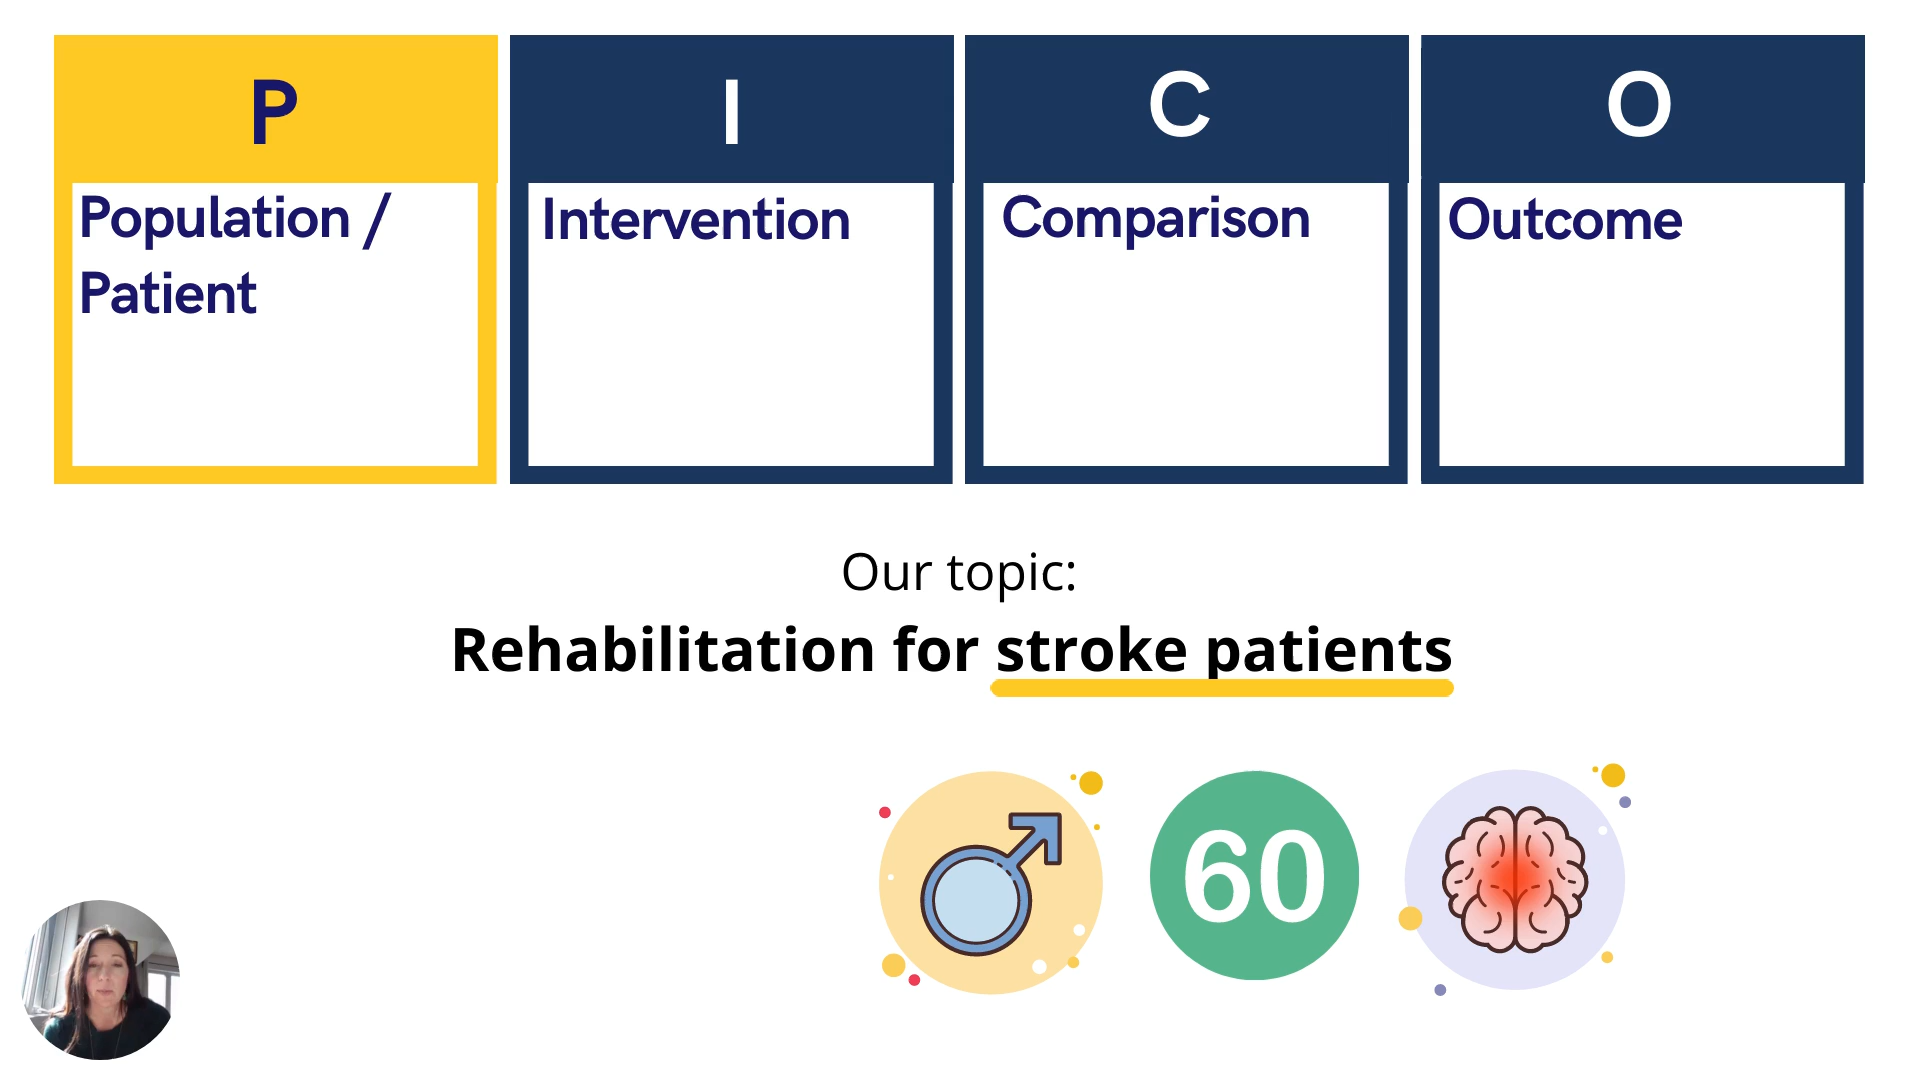 P
I
C
O
Population /
Patient
Intervention
Comparison
Outcome
Our topic:
Rehabilitation for stroke patients
60